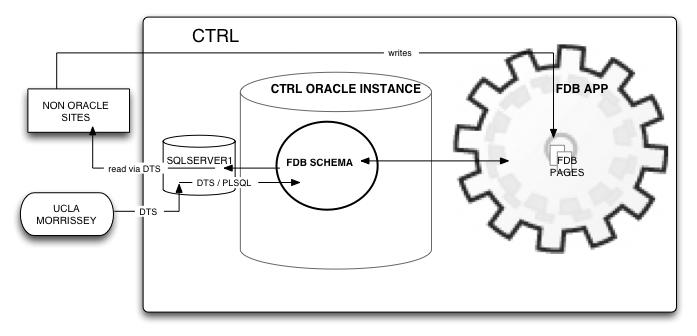 CTRL
writes
CTRL ORACLE INSTANCE
FDB APP
NON ORACLE
SITES
SQLSERVER1
FDB SCHEMA
FDB
PAGES
read via DTS
DTS / PLSQL
UCLA
MORRISSEY
DTS